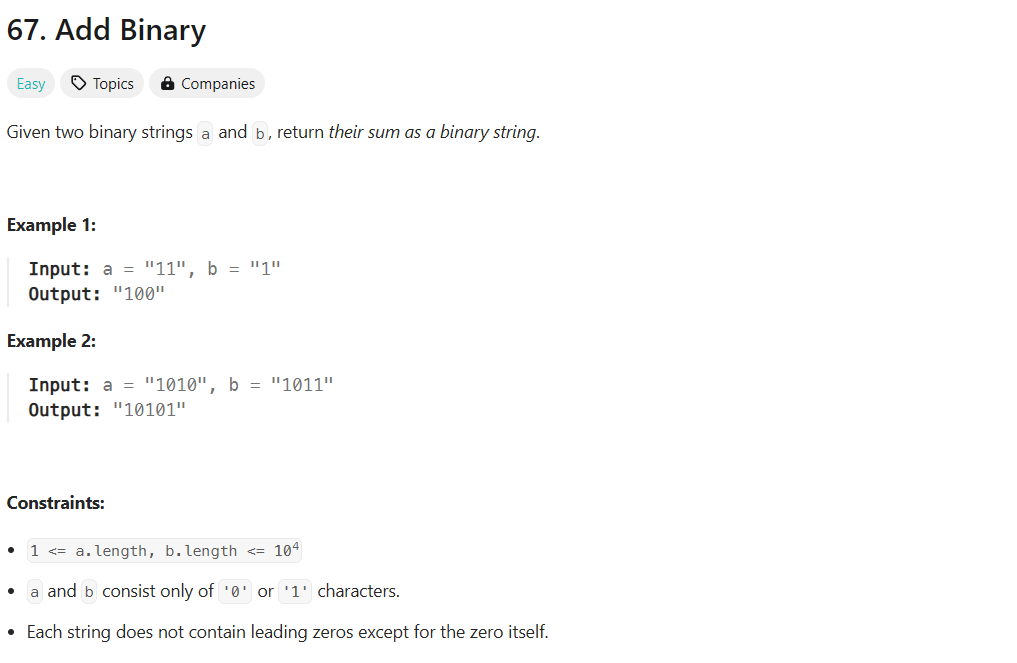 67. Add Binary
Easy Topics Companies
Given two binary strings a and b, return their sum as a binary string.
Example 1:
Input: a = "11", b = "1"
Output: "100"
Example 2:
Input: a = "1010", b = "1011"
Output: "10101"
Constraints:
• 1 <= a.length, b.length <= 10⁴
• a and b consist only of '0' or '1' characters.
• Each string does not contain leading zeros except for the zero itself.